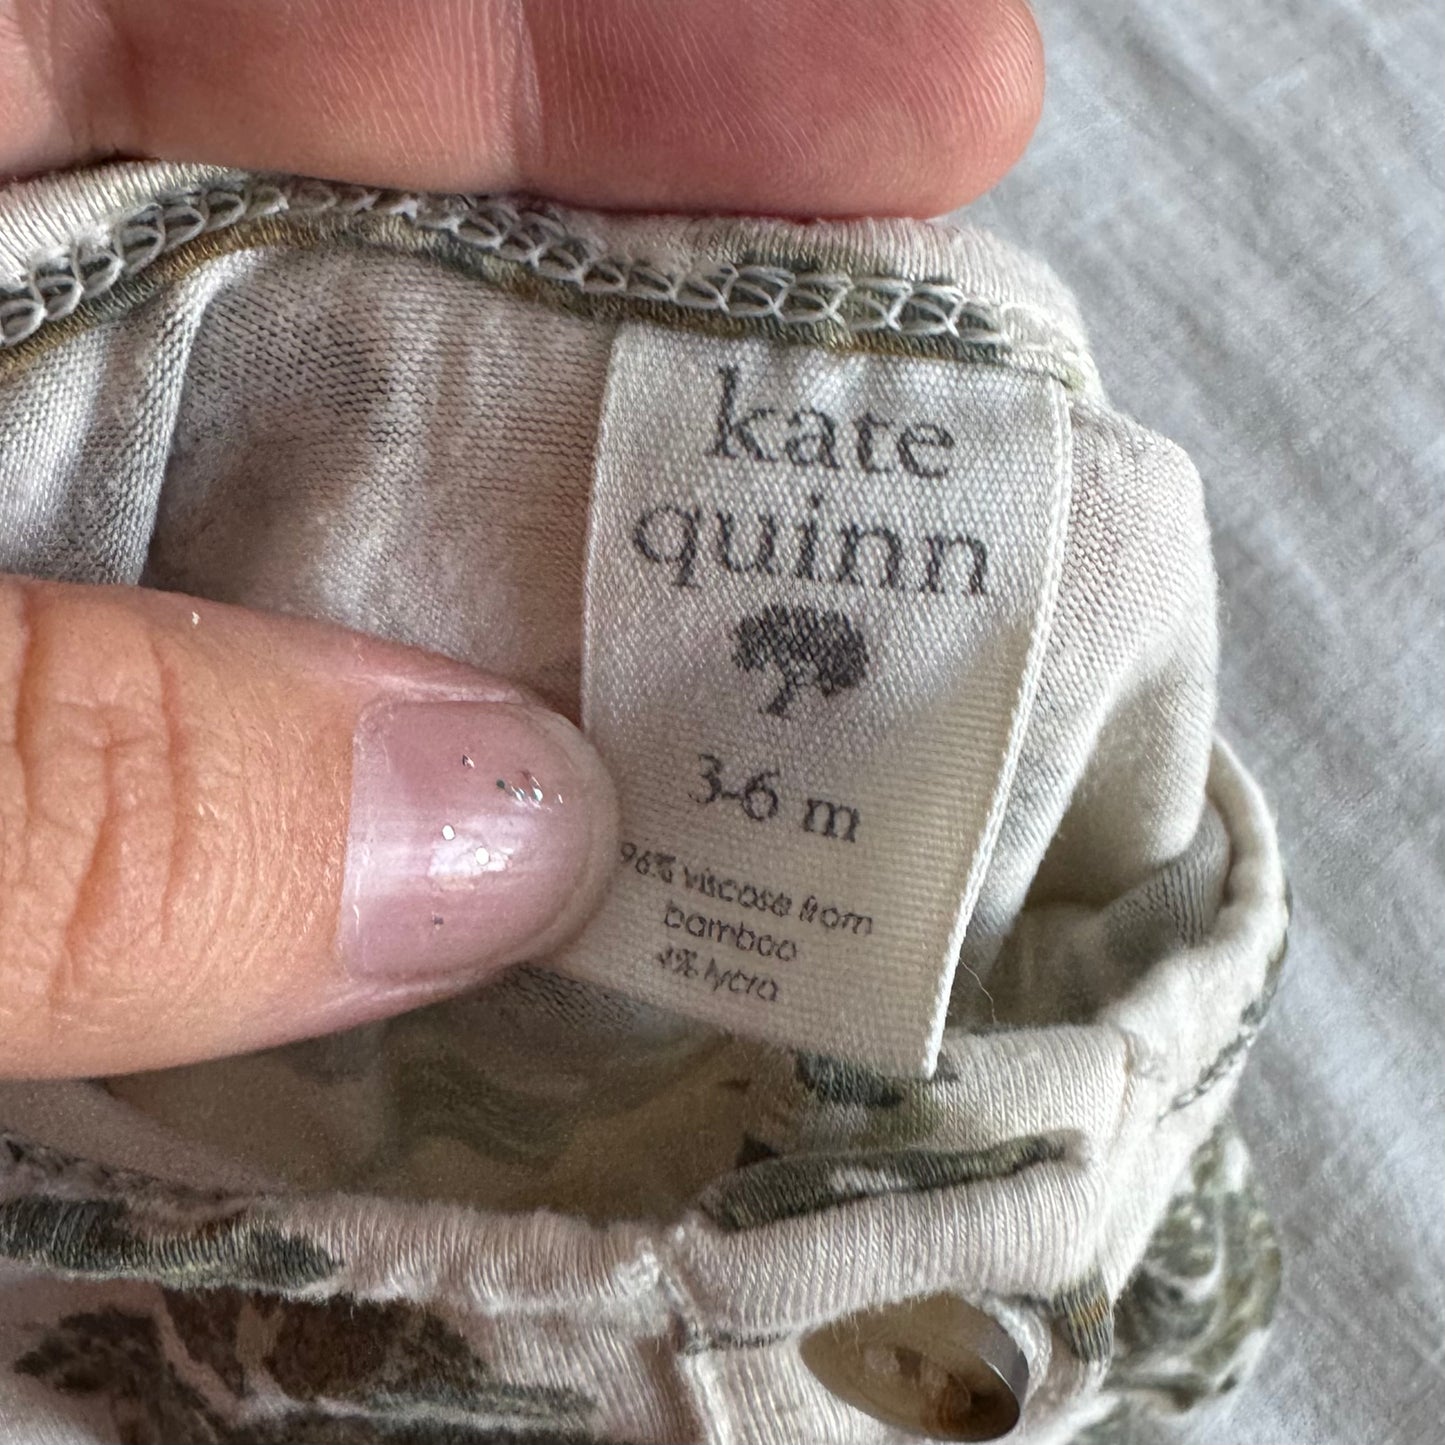 kate
quinn
3-6 m
96% viscose from
bamboo
4% lycra